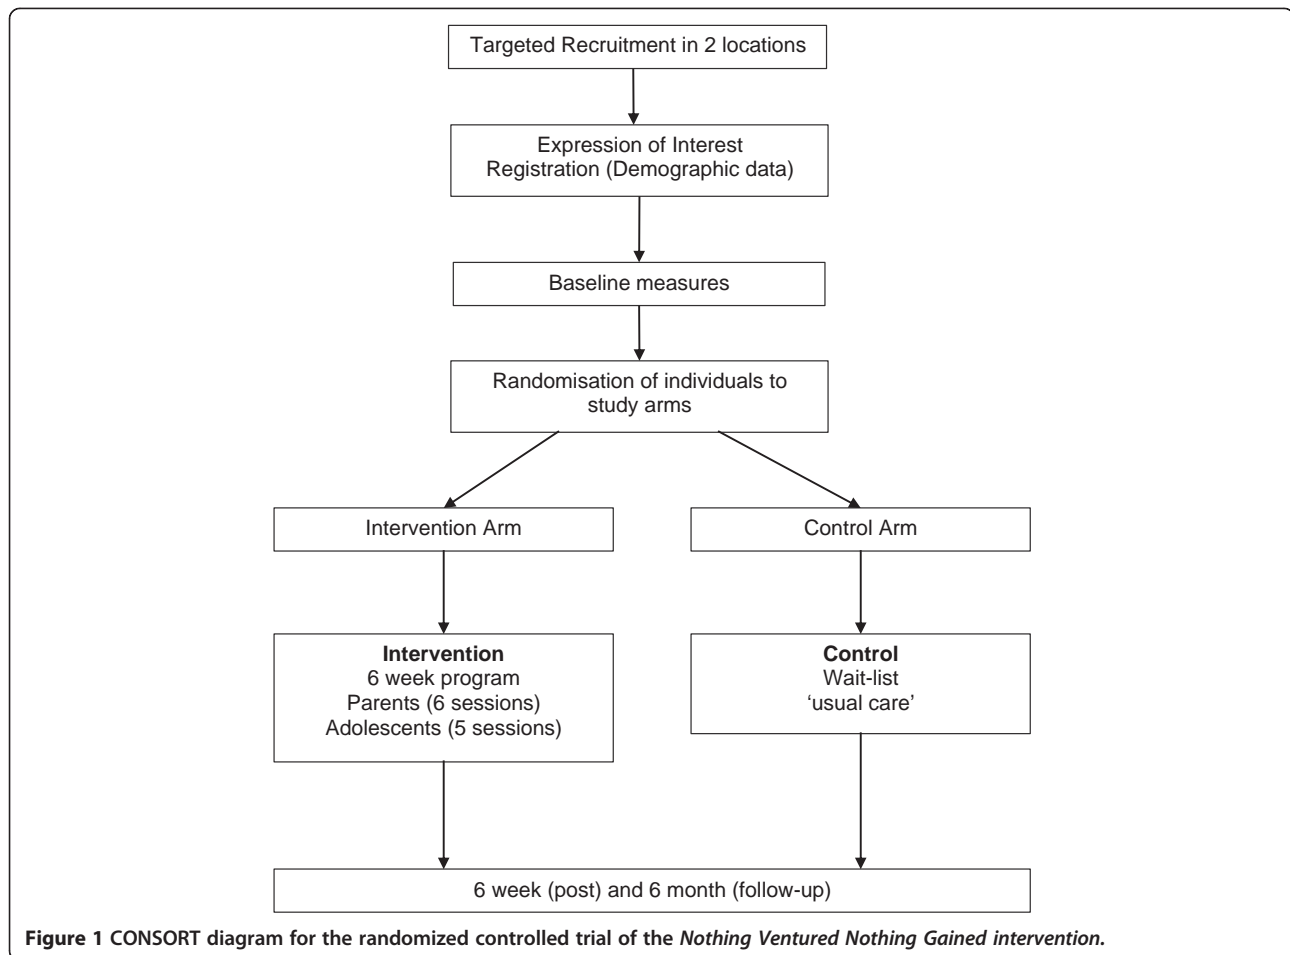 Targeted Recruitment in 2 locations
Expression of Interest
Registration (Demographic data)
Baseline measures
Randomisation of individuals to
study arms
Intervention Arm
Control Arm
Intervention
6 week program
Parents (6 sessions)
Adolescents (5 sessions)
Control
Wait-list
‘usual care’
6 week (post) and 6 month (follow-up)
Figure 1 CONSORT diagram for the randomized controlled trial of the Nothing Ventured Nothing Gained intervention.